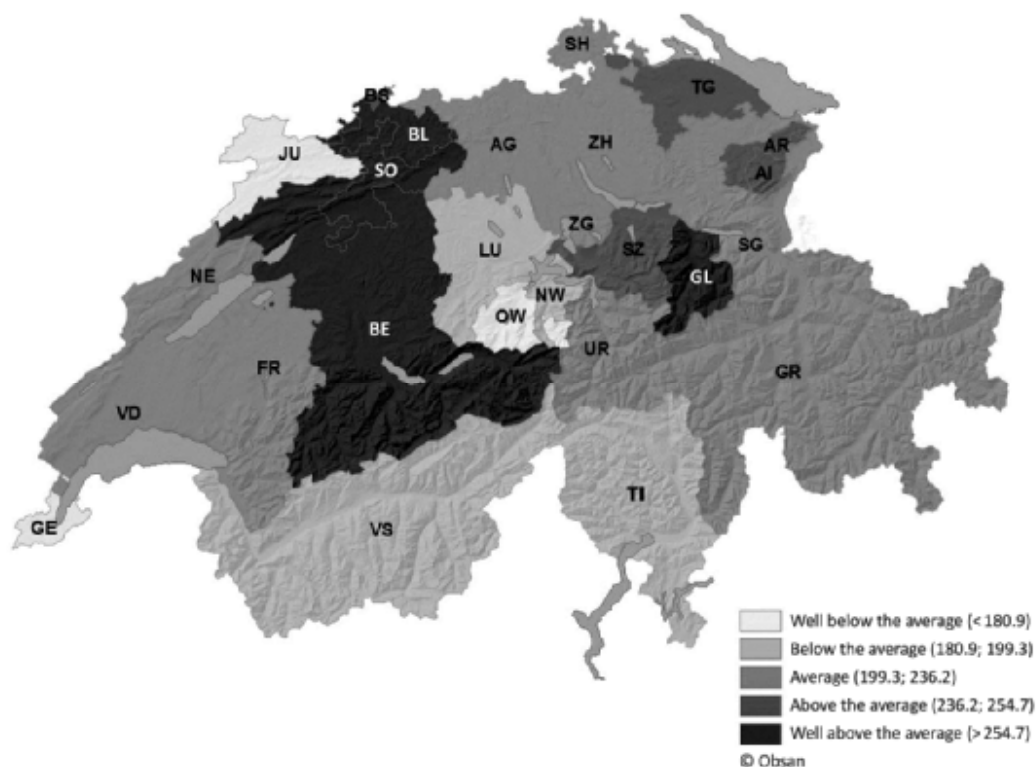 SH
TG
BS
BL
AG
ZH
AR
JU
SO
AI
ZG
LU
SZ
SG
NE
GL
NW
OW
BE
UR
FR
GR
VD
TI
GE
VS
Well below the average (<180.9)
Below the average (180.9; 199.3)
Average (199.3; 236.2)
Above the average (236.2; 254.7)
Well above the average (>254.7)
© Obsan